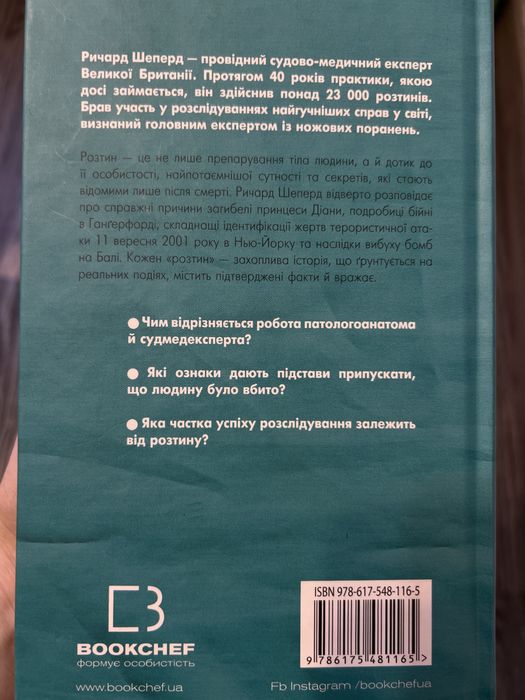 Ричард Шеперд — провідний судово-медичний експерт
Великої Британії. Протягом 40 років практики, якою
досі займається, він здійснив понад 23 000 розтинів.
Брав участь у розслідуваннях найгучніших справ у світі,
визнаний головним експертом із ножових поранень.
Розтин — це не лише препарування тіла людини, а й дотик до
її особистості, найпотаємнішої сутності та секретів, які стають
відомими лише після смерті. Ричард Шеперд відверто розповідає
про справжні причини загибелі принцеси Діани, подробиці бійні
в Гангерфорді, складнощі ідентифікації жертв терористичної ата-
ки 11 вересня 2001 року в Нью-Йорку та наслідки вибуху бомб
на Балі. Кожен «розтин» — захоплива історія, що ґрунтується на
реальних подіях, містить підтверджені факти й вражає.
● Чим відрізняється робота патологоанатома
й судмедексперта?
● Які ознаки дають підстави припускати,
що людину було вбито?
● Яка частка успіху розслідування залежить
від розтину?
ISBN 978-617-548-116-5
9 786175 481165 >
BOOKCHEF
формує особистість
www.bookchef.ua
Fb Instagram /bookchefua